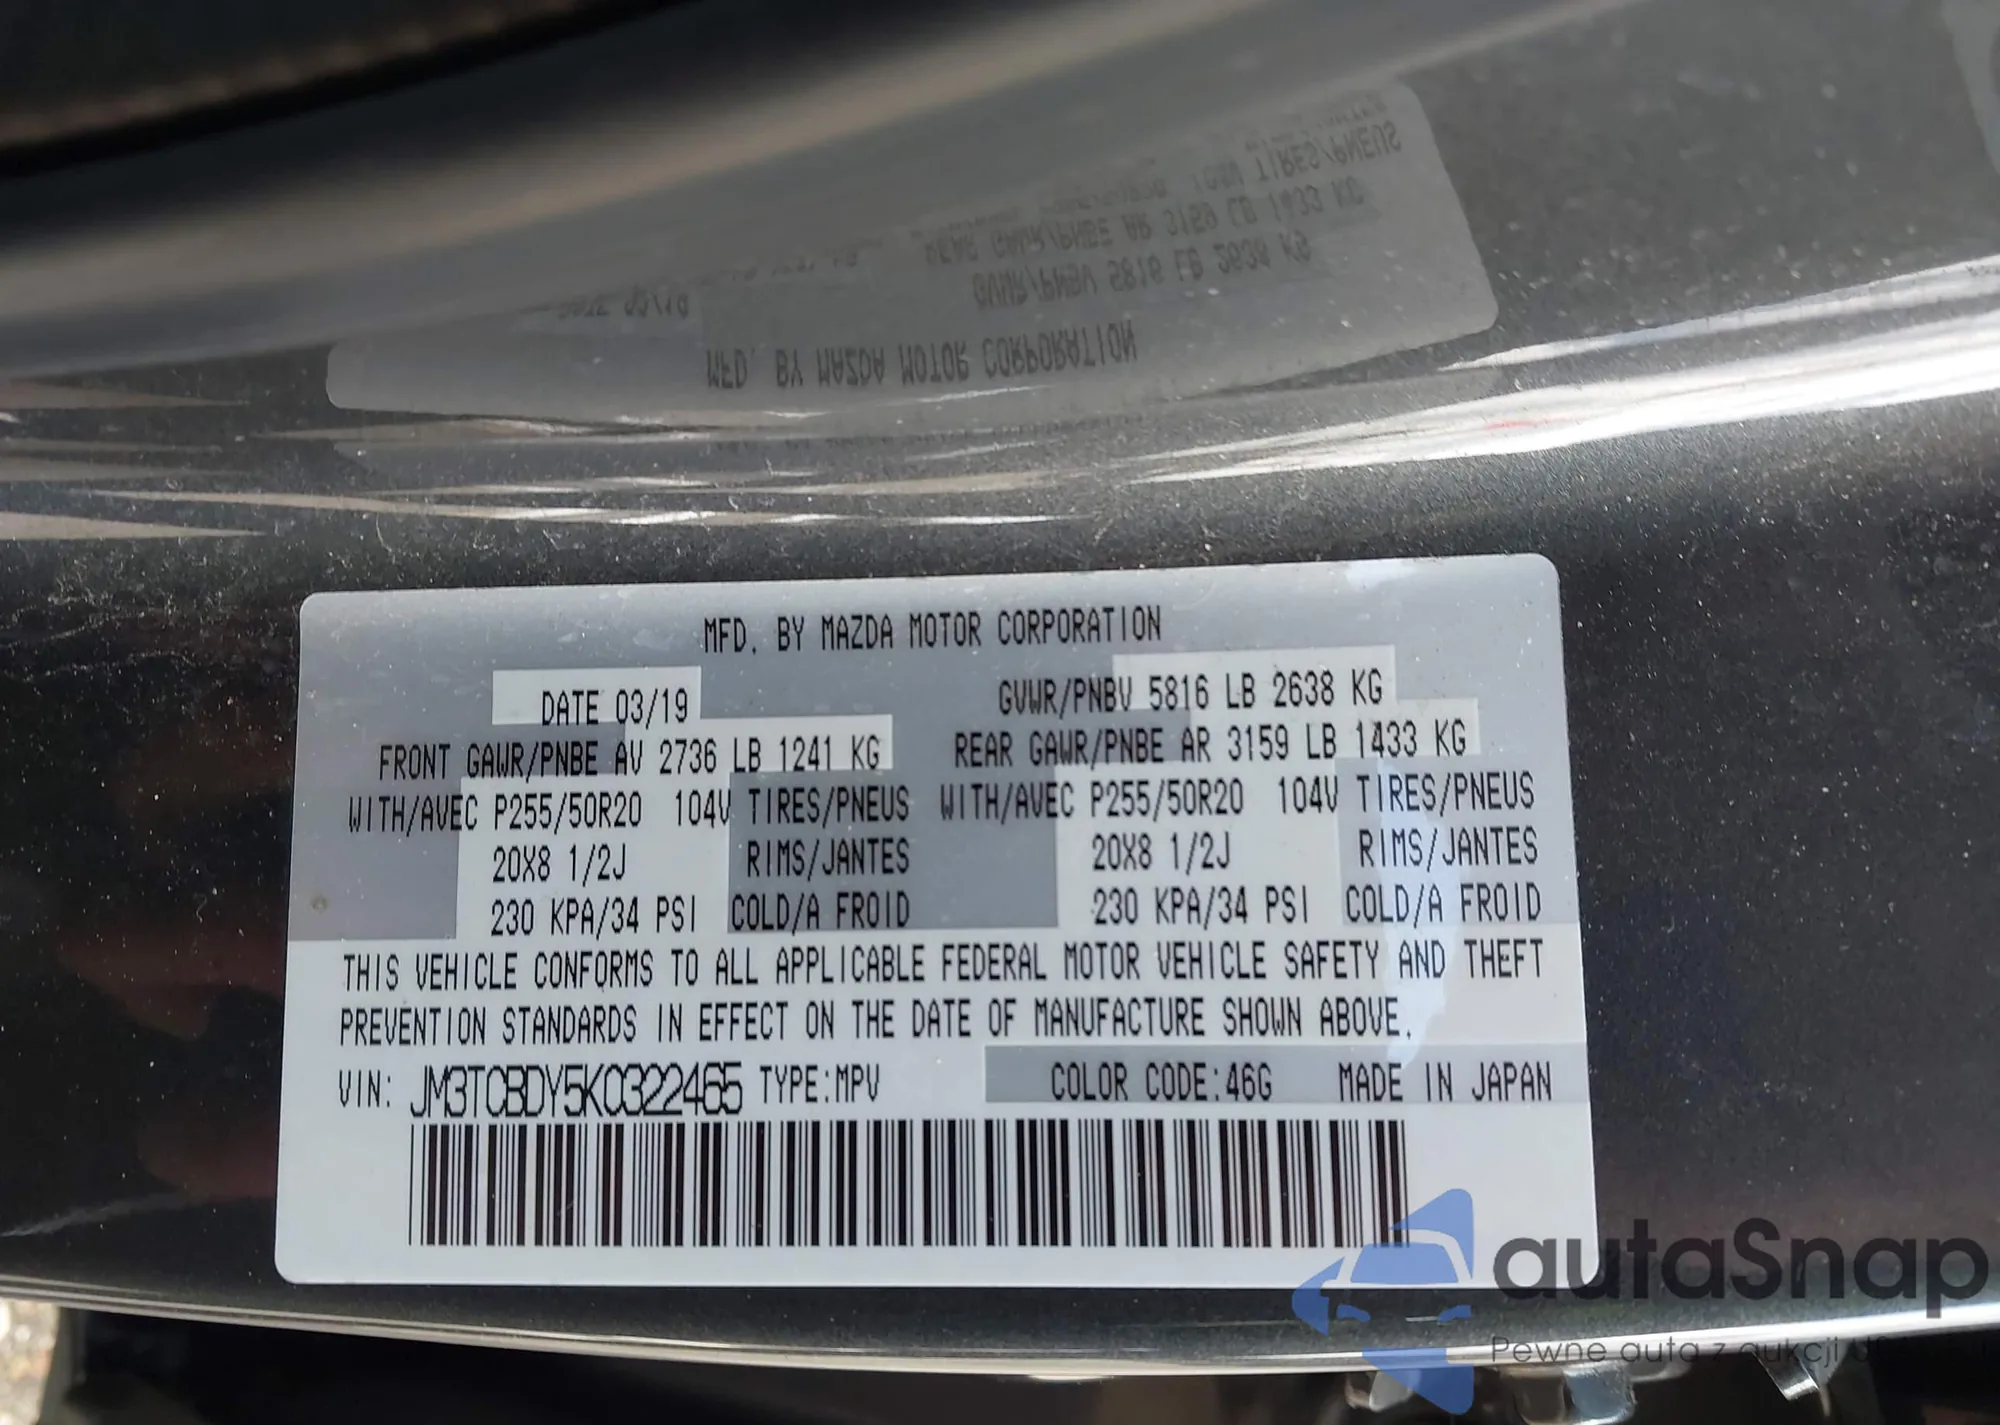 MFD. BY MAZDA MOTOR CORPORATION
DATE 03/19 GVWR/PNBV 5816 LB 2638 KG
FRONT GAWR/PNBE AV 2736 LB 1241 KG REAR GAWR/PNBE AR 3159 LB 1433 KG
WITH/AVEC P255/50R20 104V TIRES/PNEUS WITH/AVEC P255/50R20 104V TIRES/PNEUS
20X8 1/2J RIMS/JANTES 20X8 1/2J RIMS/JANTES
230 KPA/34 PSI COLD/A FROID 230 KPA/34 PSI COLD/A FROID
THIS VEHICLE CONFORMS TO ALL APPLICABLE FEDERAL MOTOR VEHICLE SAFETY AND THEFT
PREVENTION STANDARDS IN EFFECT ON THE DATE OF MANUFACTURE SHOWN ABOVE.
VIN: JM3TCBDY5K0322465 TYPE:MPV COLOR CODE:46G MADE IN JAPAN
autaSnap
Pewne auta z aukcji